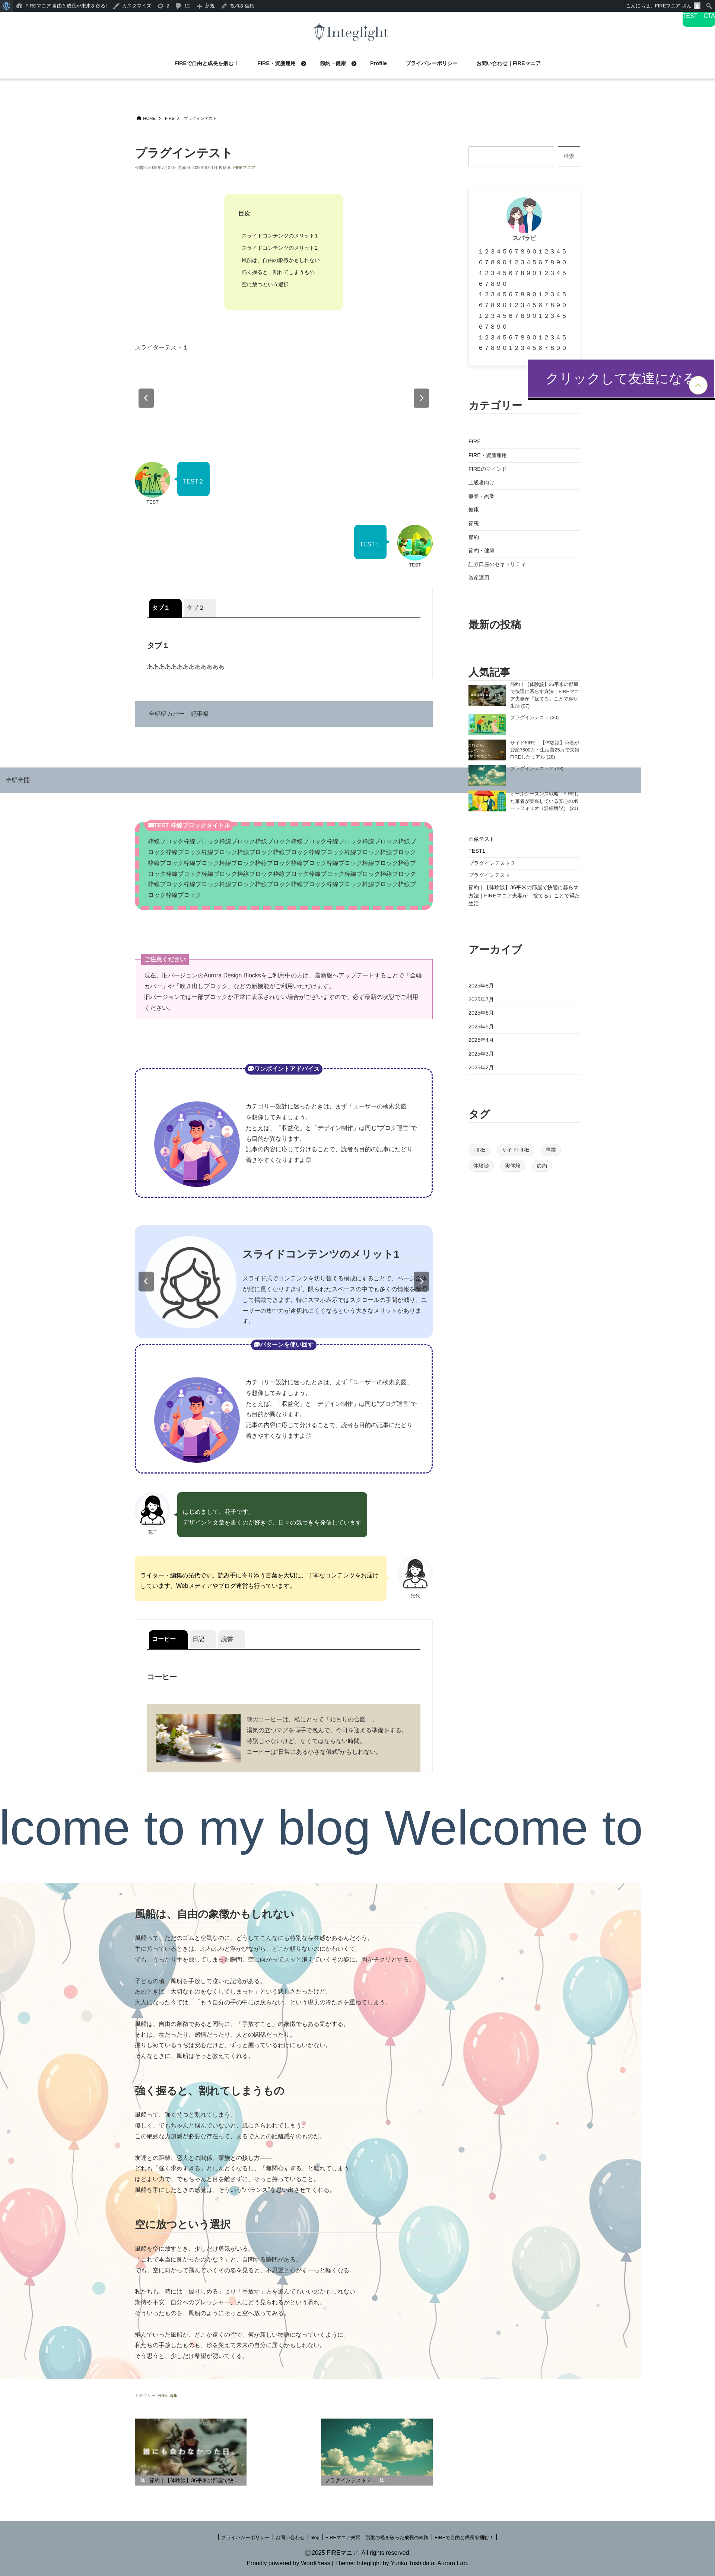 FIREマニア 自由と成長が未来を創る! カスタマイズ 2 12 新規 投稿を編集
こんにちは、FIREマニア さん
TEST CTA
Integlight
FIREで自由と成長を掴む！ FIRE・資産運用 節約・健康 Profile プライバシーポリシー お問い合わせ | FIREマニア
HOME FIRE プラグインテスト
プラグインテスト
公開日:2025年7月22日 更新日:2025年8月1日 投稿者: FIREマニア
目次
スライドコンテンツのメリット1
スライドコンテンツのメリット2
風船は、自由の象徴かもしれない
強く握ると、割れてしまうもの
空に放つという選択
スライダーテスト１
TEST２
TEST
TEST１
TEST
タブ１ タブ２
タブ１
あああああああああああああ
全幅幅カバー 記事幅
全幅全開
TEST 枠線ブロックタイトル
枠線ブロック枠線ブロック枠線ブロック枠線ブロック枠線ブロック枠線ブロック枠線ブロック枠線ブ
ロック枠線ブロック枠線ブロック枠線ブロック枠線ブロック枠線ブロック枠線ブロック枠線ブロック
枠線ブロック枠線ブロック枠線ブロック枠線ブロック枠線ブロック枠線ブロック枠線ブロック枠線ブ
ロック枠線ブロック枠線ブロック枠線ブロック枠線ブロック枠線ブロック枠線ブロック枠線ブロック
枠線ブロック枠線ブロック枠線ブロック枠線ブロック枠線ブロック枠線ブロック枠線ブロック枠線ブ
ロック枠線ブロック
ご注意ください
現在、旧バージョンのAurora Design Blocksをご利用中の方は、最新版へアップデートすることで「全幅
カバー」や「吹き出しブロック」などの新機能がご利用いただけます。
旧バージョンでは一部ブロックが正常に表示されない場合がございますので、必ず最新の状態でご利用
ください。
ワンポイントアドバイス
カテゴリー設計に迷ったときは、まず「ユーザーの検索意図」
を想像してみましょう。
たとえば、「収益化」と「デザイン制作」は同じ“ブログ運営”で
も目的が異なります。
記事の内容に応じて分けることで、読者も目的の記事にたどり
着きやすくなりますよ◎
スライドコンテンツのメリット1
スライド式でコンテンツを切り替える構成にすることで、ページ
が縦に長くなりすぎず、限られたスペースの中でも多くの情報を
て掲載できます。特にスマホ表示ではスクロールの手間が減り、ユ
ーザーの集中力が途切れにくくなるという大きなメリットがありま
す。
パターンを使い回す
カテゴリー設計に迷ったときは、まず「ユーザーの検索意図」
を想像してみましょう。
たとえば、「収益化」と「デザイン制作」は同じ“ブログ運営”で
も目的が異なります。
記事の内容に応じて分けることで、読者も目的の記事にたどり
着きやすくなりますよ◎
はじめまして、花子です。
デザインと文章を書くのが好きで、日々の気づきを発信しています
花子
ライター・編集の光代です。読み手に寄り添う言葉を大切に、丁寧なコンテンツをお届け
しています。Webメディアやブログ運営も行っています。
光代
コーヒー 日記 読書
コーヒー
朝のコーヒーは、私にとって「始まりの合図」。
湯気の立つマグを両手で包んで、今日を迎える準備をする。
特別じゃないけど、なくてはならない時間。
コーヒーは“日常にある小さな儀式”かもしれない。
lcome to my blog Welcome to
風船は、自由の象徴かもしれない
風船って、ただのゴムと空気なのに、どうしてこんなにも特別な存在感があるんだろう。
手に持っているときは、ふわふわと浮かびながら、どこか頼りないのにかわいくて。
でも、うっかり手を放してしまった瞬間、空に向かってスッと消えていくその姿に、胸がチクリとする。
子どもの頃、風船を手放して泣いた記憶がある。
あのときは「大切なものをなくしてしまった」という悲しさだったけど、
大人になった今では、「もう自分の手の中には戻らない」という現実の冷たさを重ねてしまう。
風船は、自由の象徴であると同時に、「手放すこと」の象徴でもある気がする。
それは、物だったり、感情だったり、人との関係だったり。
握りしめているうちは安心だけど、ずっと握っているわけにもいかない。
そんなときに、風船はそっと教えてくれる。
強く握ると、割れてしまうもの
風船って、強く持つと割れてしまう。
優しく、でもちゃんと掴んでいないと、風にさらわれてしまう。
この絶妙な力加減が必要な存在って、まるで人との距離感そのものだ。
友達との距離、恋人との関係、家族との接し方——
どれも「強く求めすぎる」としんどくなるし、「無関心すぎる」と離れてしまう。
ほどよい力で、でもちゃんと目を離さずに、そっと持っていること。
風船を手にしたときの感覚は、そういう“バランス”を思い出させてくれる。
空に放つという選択
風船を空に放すとき、少しだけ勇気がいる。
「これで本当に良かったのかな？」と、自問する瞬間がある。
でも、空に向かって飛んでいくその姿を見ると、不思議と心がすーっと軽くなる。
私たちも、時には「握りしめる」より「手放す」方を選んでもいいのかもしれない。
期待や不安、自分へのプレッシャー、人にどう見られるかという恐れ。
そういったものを、風船のようにそっと空へ放ってみる。
飛んでいった風船が、どこか遠くの空で、何か新しい物語になっていくように。
私たちの手放したものも、形を変えて未来の自分に届くかもしれない。
そう思うと、少しだけ希望が湧いてくる。
カテゴリー: FIRE, 編集
誰にも会わなかった日
節約｜【体験談】36平米の部屋で快...
プラグインテスト２...
検索
スパラピ
１２３４５６７８９０１２３４５
６７８９０１２３４５６７８９０
１２３４５６７８９０１２３４５
６７８９０
１２３４５６７８９０１２３４５
６７８９０１２３４５６７８９０
１２３４５６７８９０１２３４５
６７８９０
１２３４５６７８９０１２３４５
６７８９０１２３４５６７８９０
クリックして友達になる
カテゴリー
FIRE
FIRE・資産運用
FIREのマインド
上級者向け
事業・副業
健康
節税
節約
節約・健康
証券口座のセキュリティ
資産運用
最新の投稿
人気記事
節約｜【体験談】36平米の部屋
で快適に暮らす方法｜FIREマニ
ア夫妻が「捨てる」ことで得た
生活 (97)
プラグインテスト (30)
サイドFIRE｜【体験談】筆者が
資産7500万・生活費25万で夫婦
FIREしたリアル (28)
プラグインテスト２ (23)
オールシーズンズ戦略｜FIREし
た筆者が実践している安心のポ
ートフォリオ（詳細解説） (21)
画像テスト
TEST1
プラグインテスト２
プラグインテスト
節約｜【体験談】36平米の部屋で快適に暮らす
方法｜FIREマニア夫妻が「捨てる」ことで得た
生活
アーカイブ
2025年8月
2025年7月
2025年6月
2025年5月
2025年4月
2025年3月
2025年2月
タグ
FIRE サイドFIRE 事業
体験談 実体験 節約
プライバシーポリシー お問い合わせ blog FIREマニア夫婦 – 労働の檻を破った成長の軌跡 FIREで自由と成長を掴む！
©2025 FIREマニア. All rights reserved.
Proudly powered by WordPress | Theme: Integlight by Yurika Toshida at Aurora Lab.